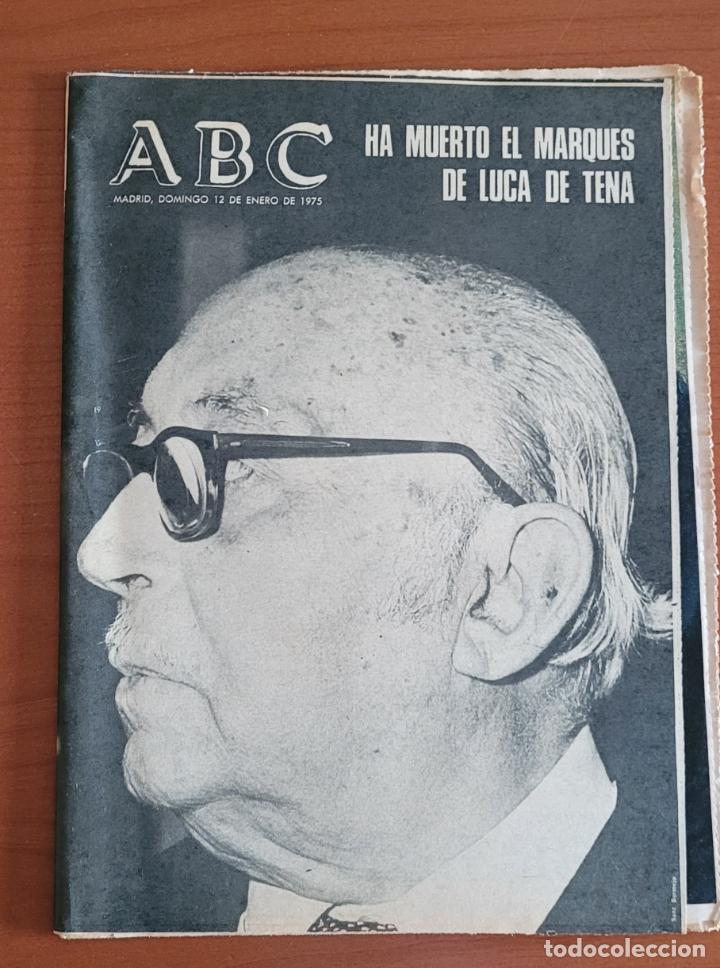 ABC
MADRID, DOMINGO 12 DE ENERO DE 1975
HA MUERTO EL MARQUES
DE LUCA DE TENA
todocoleccion